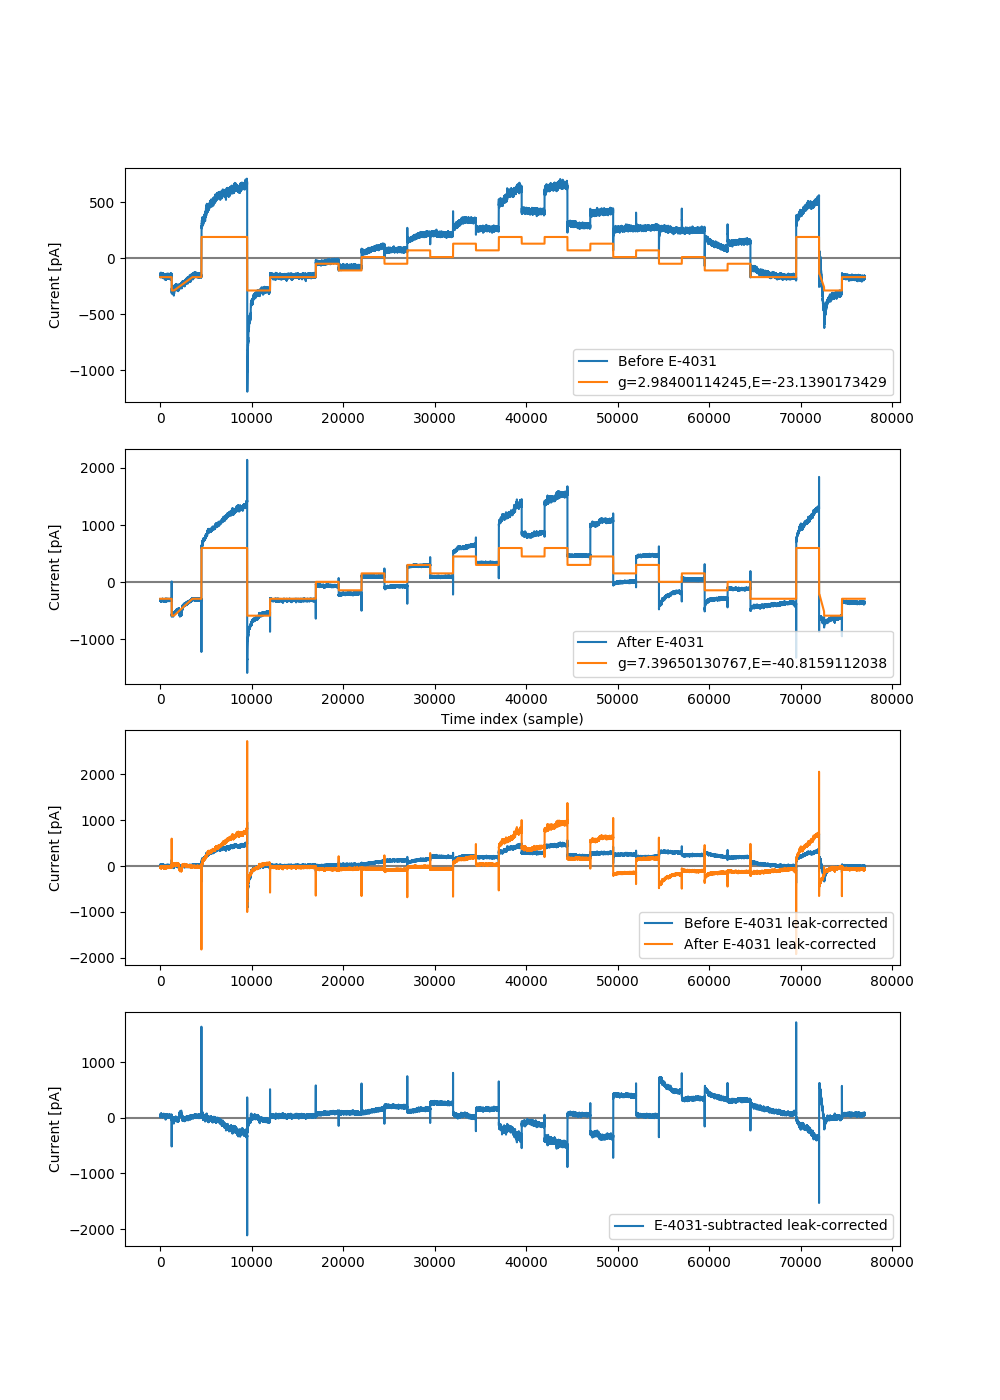 500
0
−500
−1000
Current [pA]
Before E-4031
g=2.98400114245,E=-23.1390173429
0 10000 20000 30000 40000 50000 60000 70000 80000
2000
1000
0
−1000
Current [pA]
After E-4031
g=7.39650130767,E=-40.8159112038
0 10000 20000 30000 40000 50000 60000 70000 80000
Time index (sample)
2000
1000
0
−1000
−2000
Current [pA]
Before E-4031 leak-corrected
After E-4031 leak-corrected
0 10000 20000 30000 40000 50000 60000 70000 80000
1000
0
−1000
−2000
Current [pA]
E-4031-subtracted leak-corrected
0 10000 20000 30000 40000 50000 60000 70000 80000